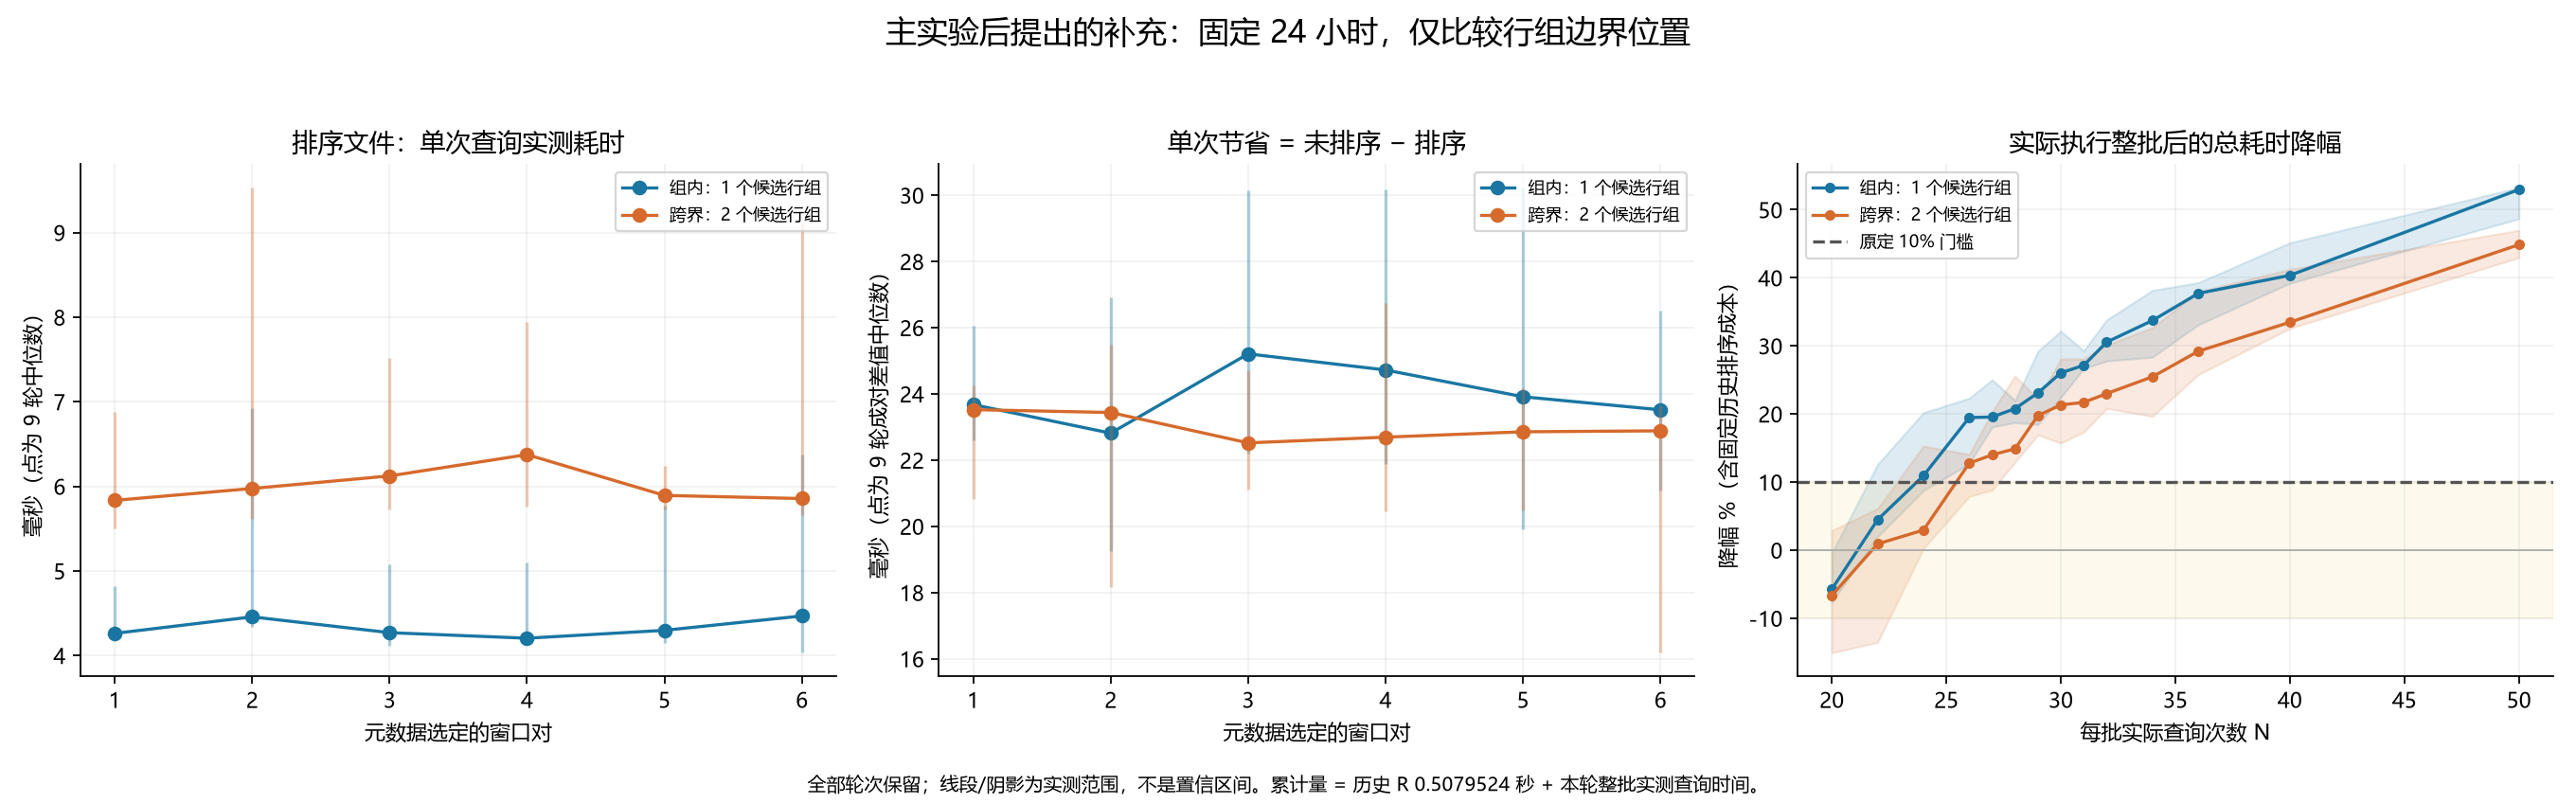 主实验后提出的补充：固定 24 小时，仅比较行组边界位置
排序文件：单次查询实测耗时
毫秒（点为 9 轮中位数）
9
8
7
6
5
4
组内：1 个候选行组
跨界：2 个候选行组
1 2 3 4 5 6
元数据选定的窗口对
单次节省 = 未排序 − 排序
毫秒（点为 9 轮成对差值中位数）
30
28
26
24
22
20
18
16
组内：1 个候选行组
跨界：2 个候选行组
1 2 3 4 5 6
元数据选定的窗口对
实际执行整批后的总耗时降幅
降幅 %（含固定历史排序成本）
50
40
30
20
10
0
-10
组内：1 个候选行组
跨界：2 个候选行组
原定 10% 门槛
20 25 30 35 40 45 50
每批实际查询次数 N
全部轮次保留；线段/阴影为实测范围，不是置信区间。累计量 = 历史 R 0.5079524 秒 + 本轮整批实测查询时间。